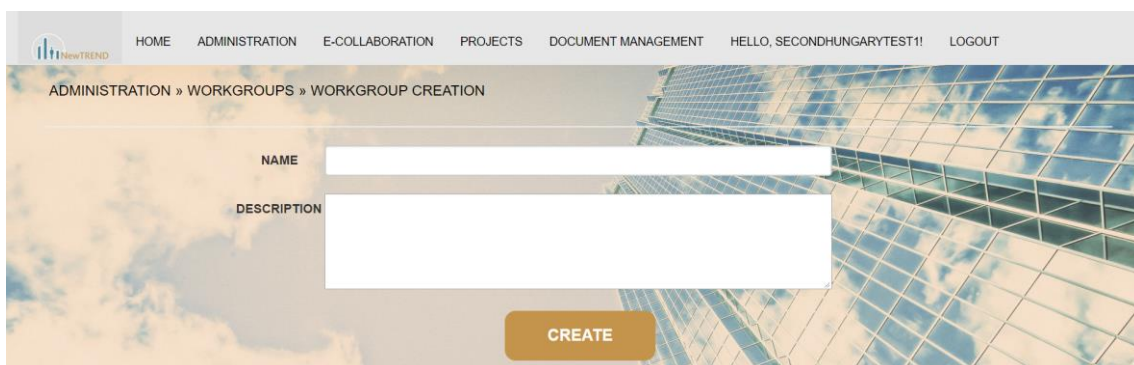 NewTREND HOME ADMINISTRATION E-COLLABORATION PROJECTS DOCUMENT MANAGEMENT HELLO, SECONDHUNGARYTEST1! LOGOUT
ADMINISTRATION » WORKGROUPS » WORKGROUP CREATION
NAME
DESCRIPTION
CREATE